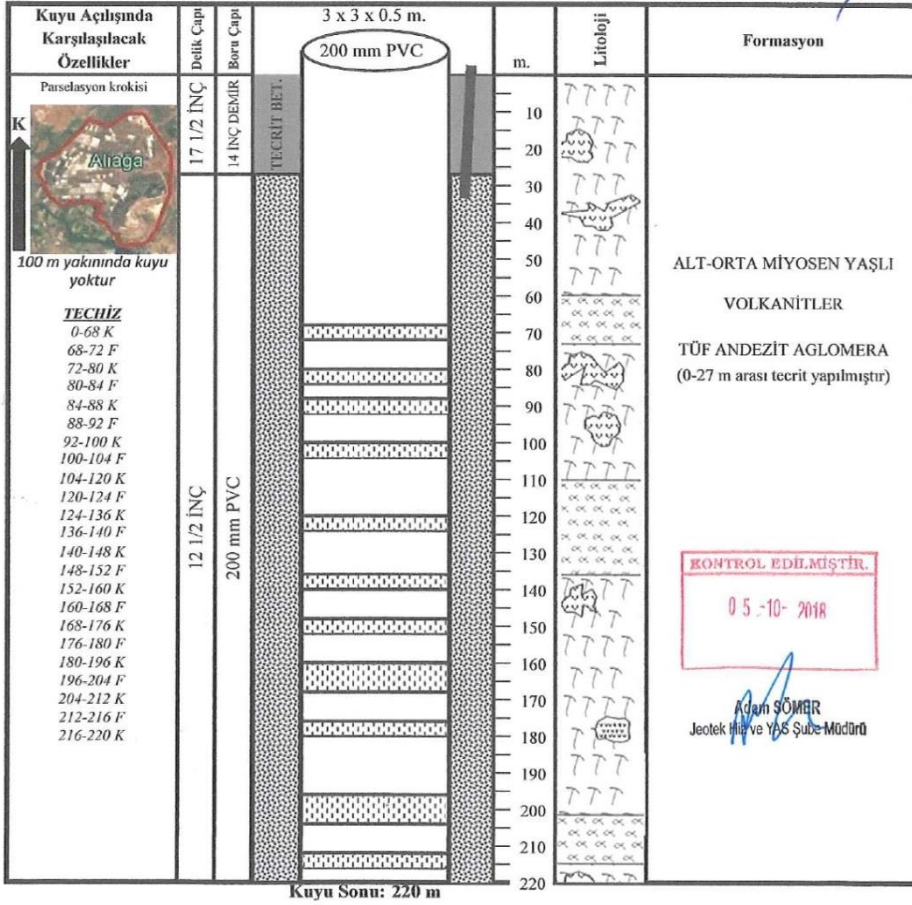 Kuyu Açılışında
Karşılaşılacak
Özellikler
Delik Çapı
Boru Çapı
3 x 3 x 0.5 m.
200 mm PVC
m.
Litoloji
Formasyon
Parselasyon krokisi
K
Aliağa
100 m yakınında kuyu
yoktur
TECHİZ
0-68 K
68-72 F
72-80 K
80-84 F
84-88 K
88-92 F
92-100 K
100-104 F
104-120 K
120-124 F
124-136 K
136-140 F
140-148 K
148-152 F
152-160 K
160-168 F
168-176 K
176-180 F
180-196 K
196-204 F
204-212 K
212-216 F
216-220 K
17 1/2 İNÇ
14 İNÇ DEMİR
TECRİT BET.
12 1/2 İNÇ
200 mm PVC
10
20
30
40
50
60
70
80
90
100
110
120
130
140
150
160
170
180
190
200
210
220
ALT-ORTA MİYOSEN YAŞLI
VOLKANİTLER
TÜF ANDEZİT AGLOMERA
(0-27 m arası tecrit yapılmıştır)
KONTROL EDİLMİŞTİR.
05-10-2018
SÖMER
Jeotek ve YAS Şube Müdürü
Kuyu Sonu: 220 m